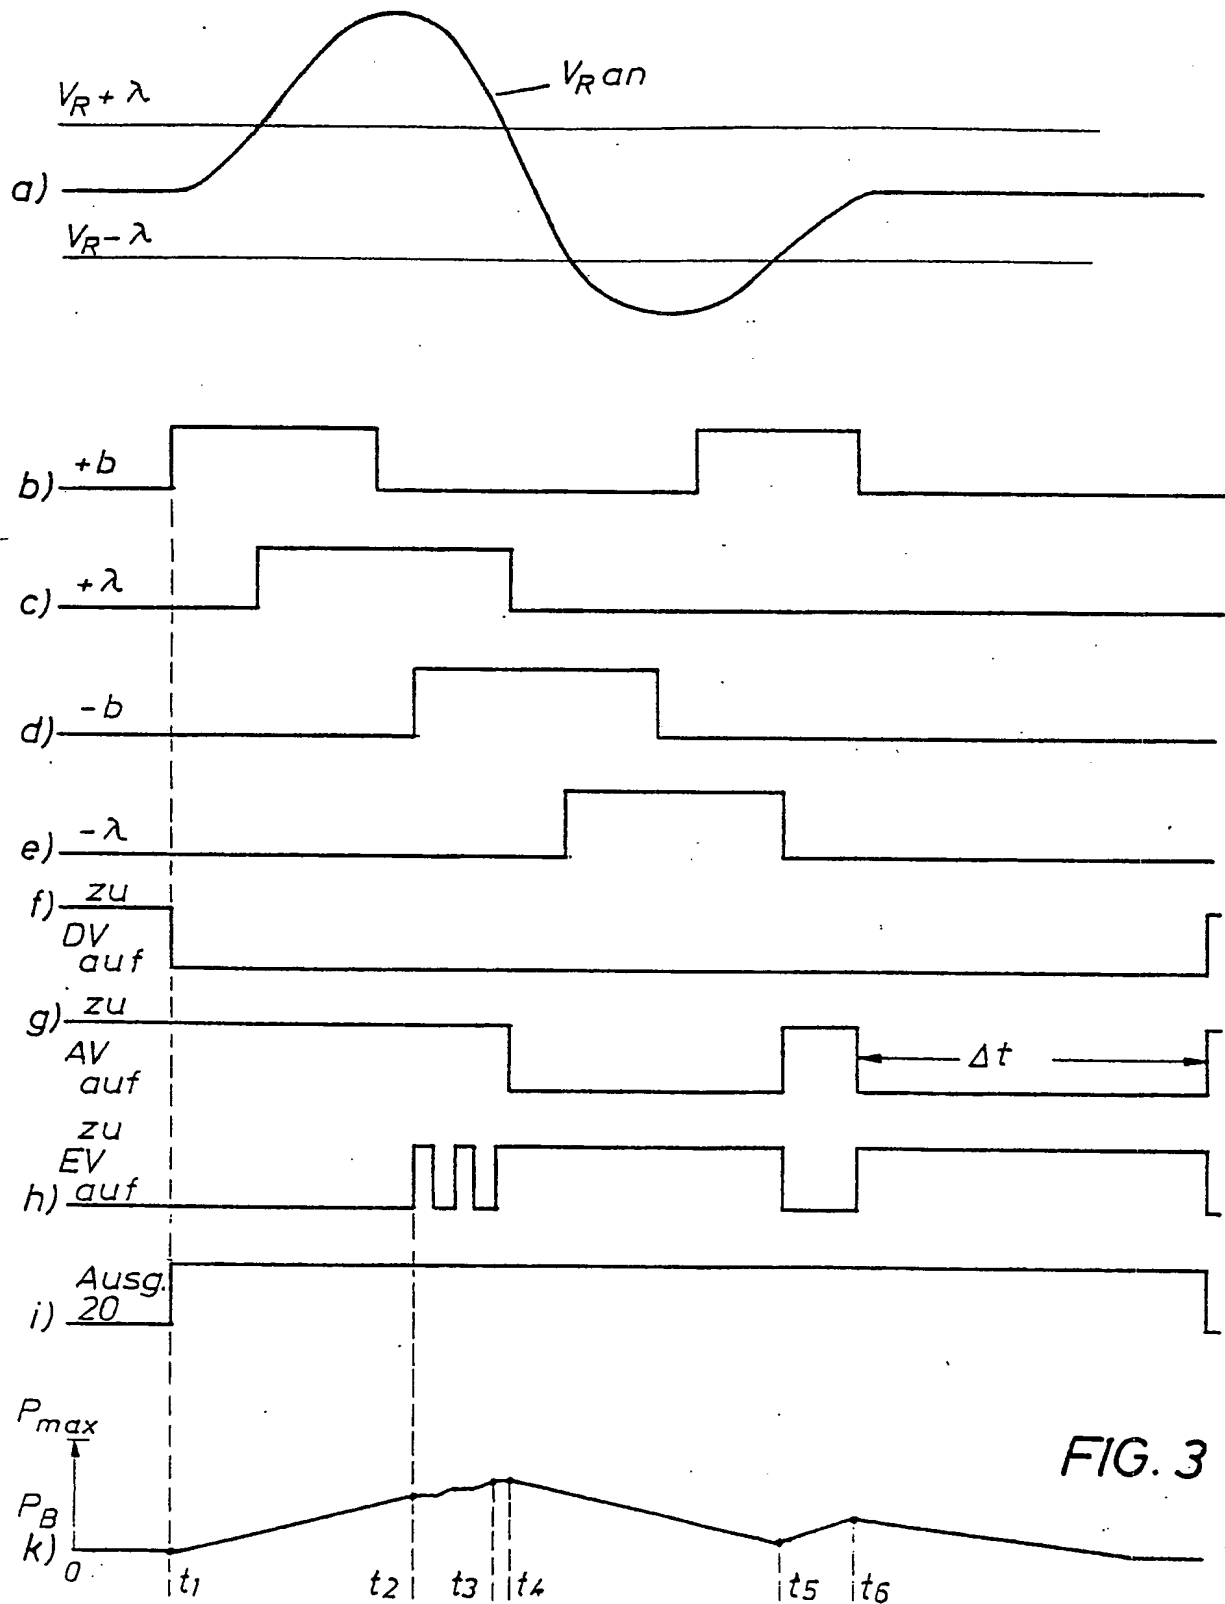 V_R + λ
V_R an
a)
V_R - λ
b) +b
c) +λ
d) -b
e) -λ
f) zu
DV
auf
g) zu
AV
auf
Δt
zu
EV
h) auf
Ausg.
i) 20
P_max
FIG. 3
P_B
k)
0 t1 t2 t3 t4 t5 t6